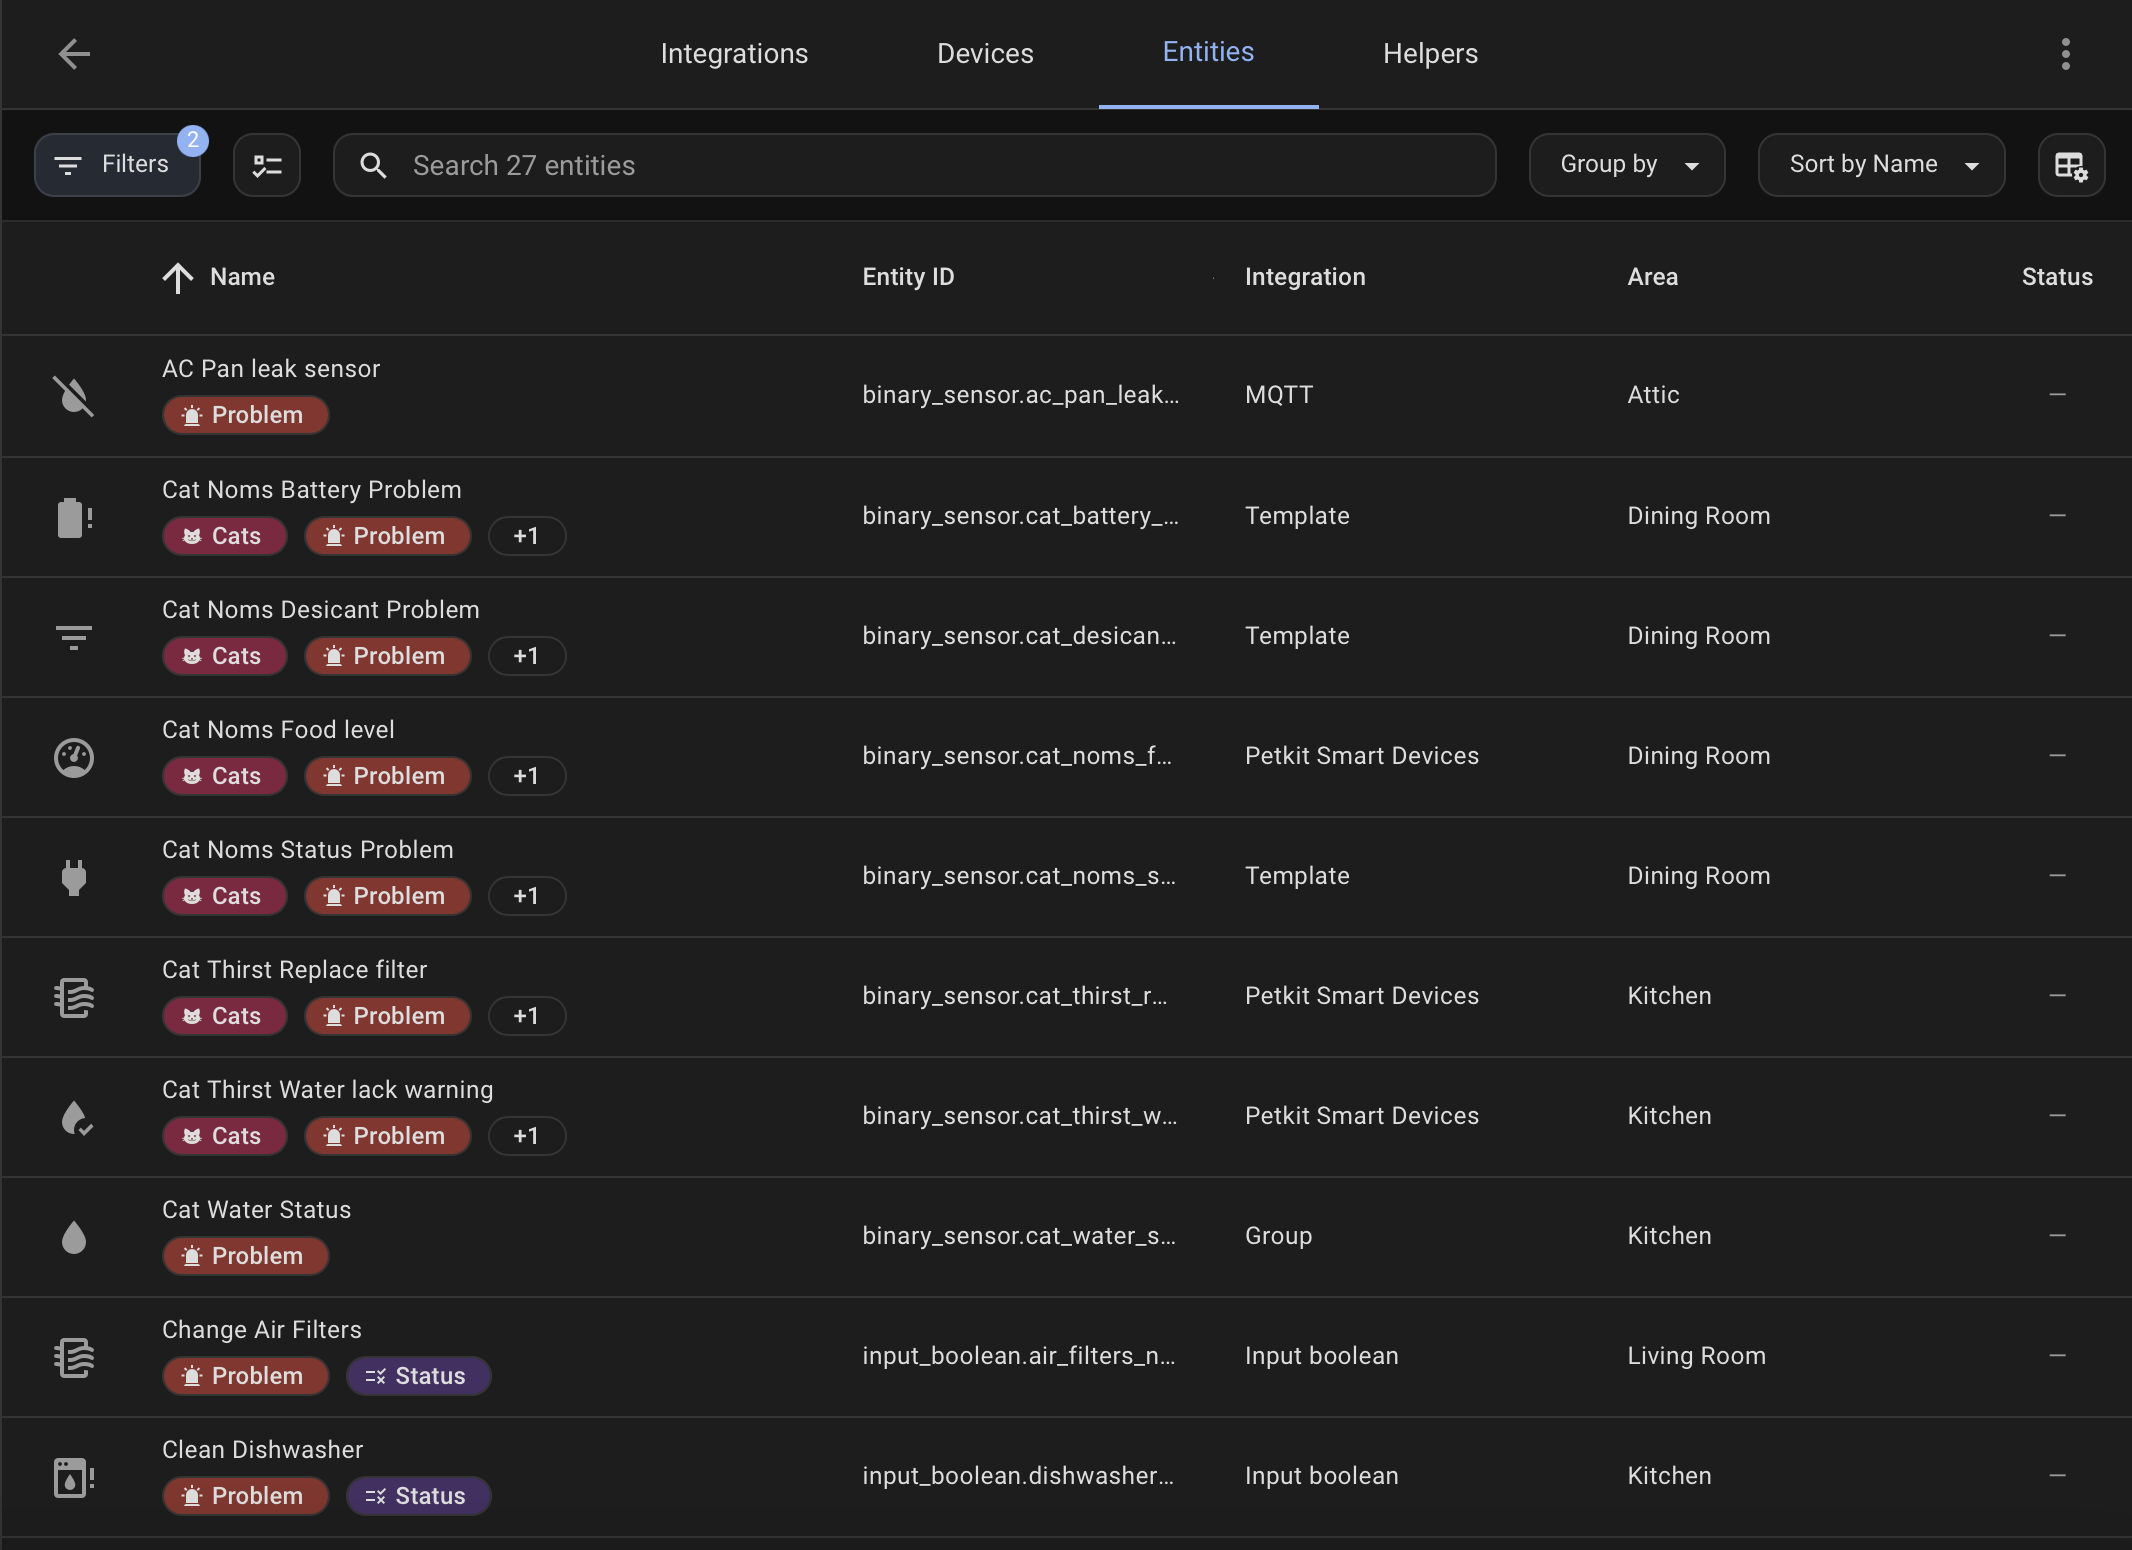 Integrations Devices Entities Helpers
Filters 2 Search 27 entities Group by Sort by Name
Name Entity ID Integration Area Status
AC Pan leak sensor
Problem
binary_sensor.ac_pan_leak... MQTT Attic —
Cat Noms Battery Problem
Cats Problem +1
binary_sensor.cat_battery_... Template Dining Room —
Cat Noms Desicant Problem
Cats Problem +1
binary_sensor.cat_desican... Template Dining Room —
Cat Noms Food level
Cats Problem +1
binary_sensor.cat_noms_f... Petkit Smart Devices Dining Room —
Cat Noms Status Problem
Cats Problem +1
binary_sensor.cat_noms_s... Template Dining Room —
Cat Thirst Replace filter
Cats Problem +1
binary_sensor.cat_thirst_r... Petkit Smart Devices Kitchen —
Cat Thirst Water lack warning
Cats Problem +1
binary_sensor.cat_thirst_w... Petkit Smart Devices Kitchen —
Cat Water Status
Problem
binary_sensor.cat_water_s... Group Kitchen —
Change Air Filters
Problem Status
input_boolean.air_filters_n... Input boolean Living Room —
Clean Dishwasher
Problem Status
input_boolean.dishwasher... Input boolean Kitchen —